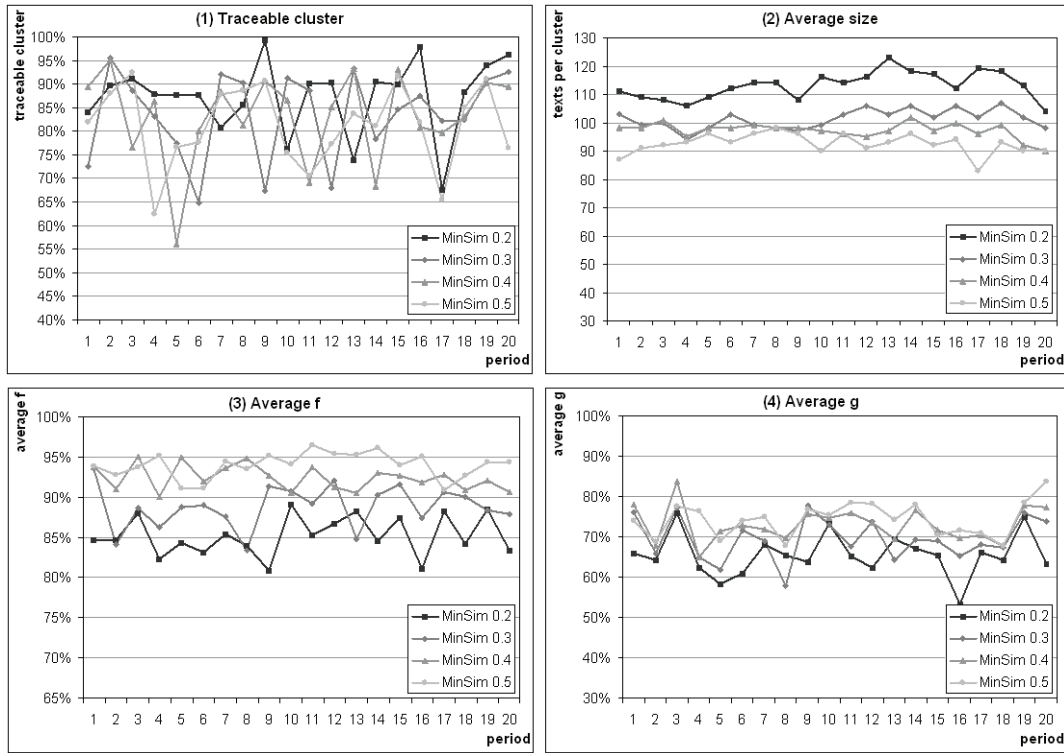 (1) Traceable cluster
traceable cluster
100%
95%
90%
85%
80%
75%
70%
65%
60%
55%
50%
45%
40%
MinSim 0.2
MinSim 0.3
MinSim 0.4
MinSim 0.5
1 2 3 4 5 6 7 8 9 10 11 12 13 14 15 16 17 18 19 20
period
(2) Average size
texts per cluster
130
120
110
100
90
80
70
60
50
40
30
MinSim 0.2
MinSim 0.3
MinSim 0.4
MinSim 0.5
1 2 3 4 5 6 7 8 9 10 11 12 13 14 15 16 17 18 19 20
period
(3) Average f
average f
100%
95%
90%
85%
80%
75%
70%
65%
MinSim 0.2
MinSim 0.3
MinSim 0.4
MinSim 0.5
1 2 3 4 5 6 7 8 9 10 11 12 13 14 15 16 17 18 19 20
period
(4) Average g
average g
100%
90%
80%
70%
60%
50%
40%
30%
MinSim 0.2
MinSim 0.3
MinSim 0.4
MinSim 0.5
1 2 3 4 5 6 7 8 9 10 11 12 13 14 15 16 17 18 19 20
period